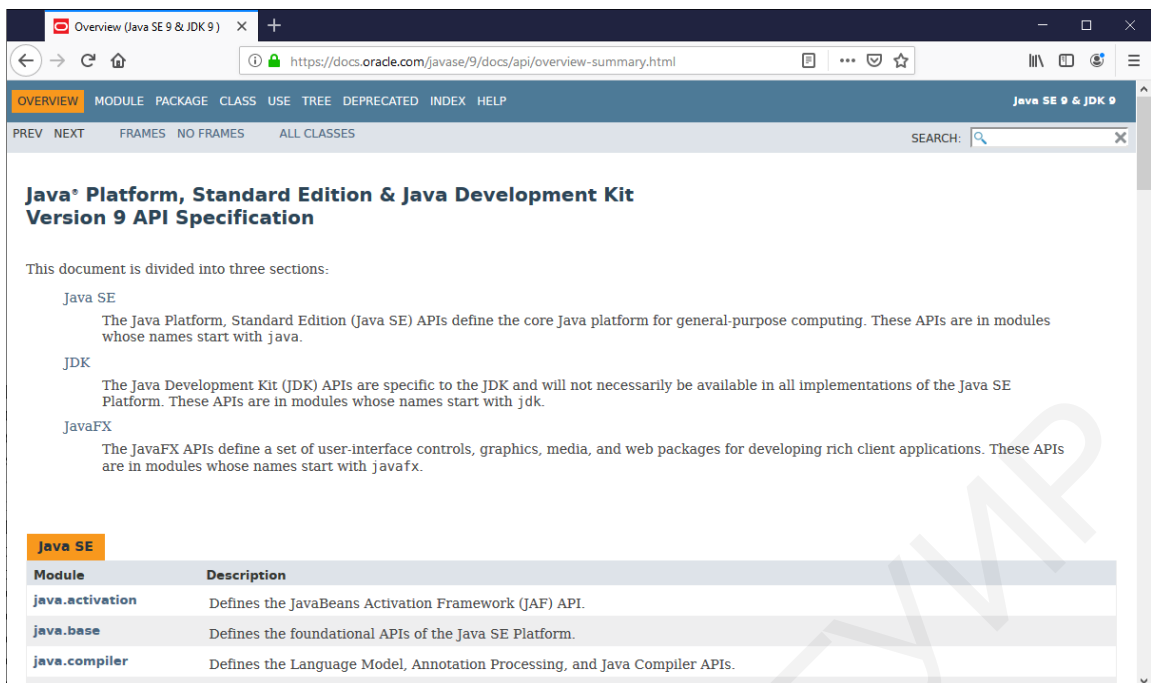 Overview (Java SE 9 & JDK 9 )
https://docs.oracle.com/javase/9/docs/api/overview-summary.html
OVERVIEW MODULE PACKAGE CLASS USE TREE DEPRECATED INDEX HELP Java SE 9 & JDK 9
PREV NEXT FRAMES NO FRAMES ALL CLASSES SEARCH:
Java® Platform, Standard Edition & Java Development Kit
Version 9 API Specification
This document is divided into three sections:
Java SE
The Java Platform, Standard Edition (Java SE) APIs define the core Java platform for general-purpose computing. These APIs are in modules
whose names start with java.
JDK
The Java Development Kit (JDK) APIs are specific to the JDK and will not necessarily be available in all implementations of the Java SE
Platform. These APIs are in modules whose names start with jdk.
JavaFX
The JavaFX APIs define a set of user-interface controls, graphics, media, and web packages for developing rich client applications. These APIs
are in modules whose names start with javafx.
Java SE
Module Description
java.activation Defines the JavaBeans Activation Framework (JAF) API.
java.base Defines the foundational APIs of the Java SE Platform.
java.compiler Defines the Language Model, Annotation Processing, and Java Compiler APIs.